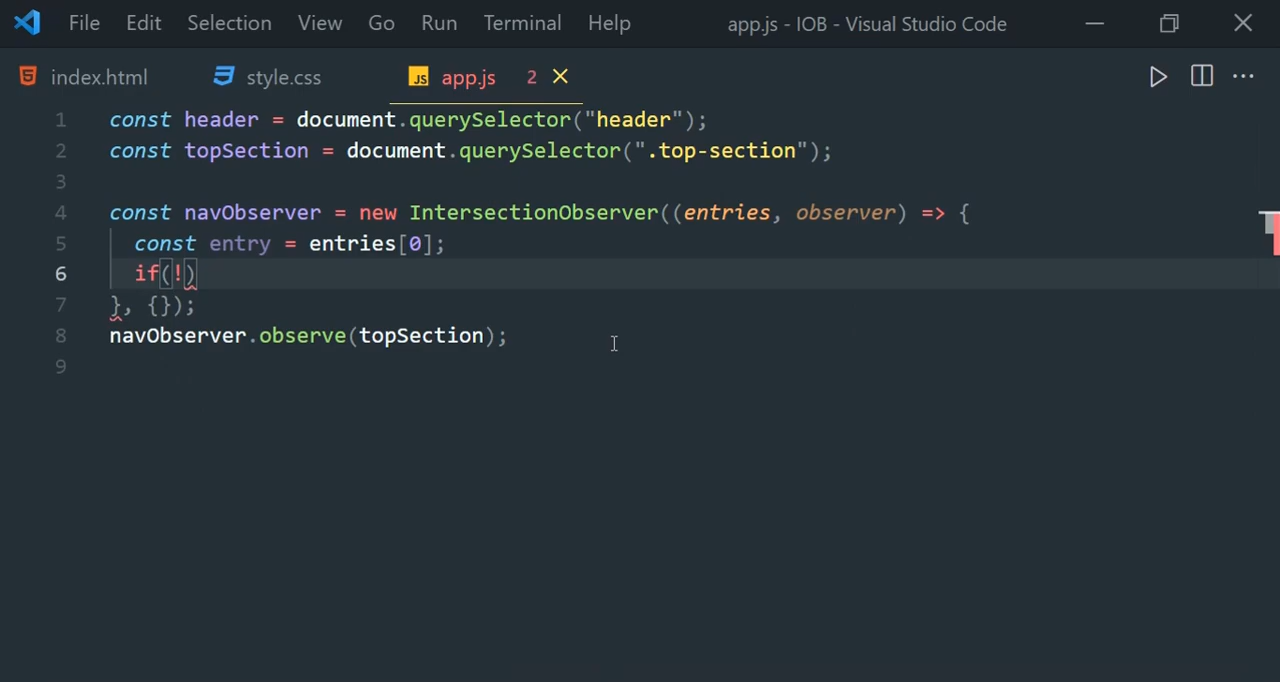 File Edit Selection View Go Run Terminal Help app.js - IOB - Visual Studio Code
index.html style.css JS app.js 2
1 const header = document.querySelector("header");
2 const topSection = document.querySelector(".top-section");
3
4 const navObserver = new IntersectionObserver((entries, observer) => {
5 const entry = entries[0];
6 if(!)
7 }, {});
8 navObserver.observe(topSection);
9